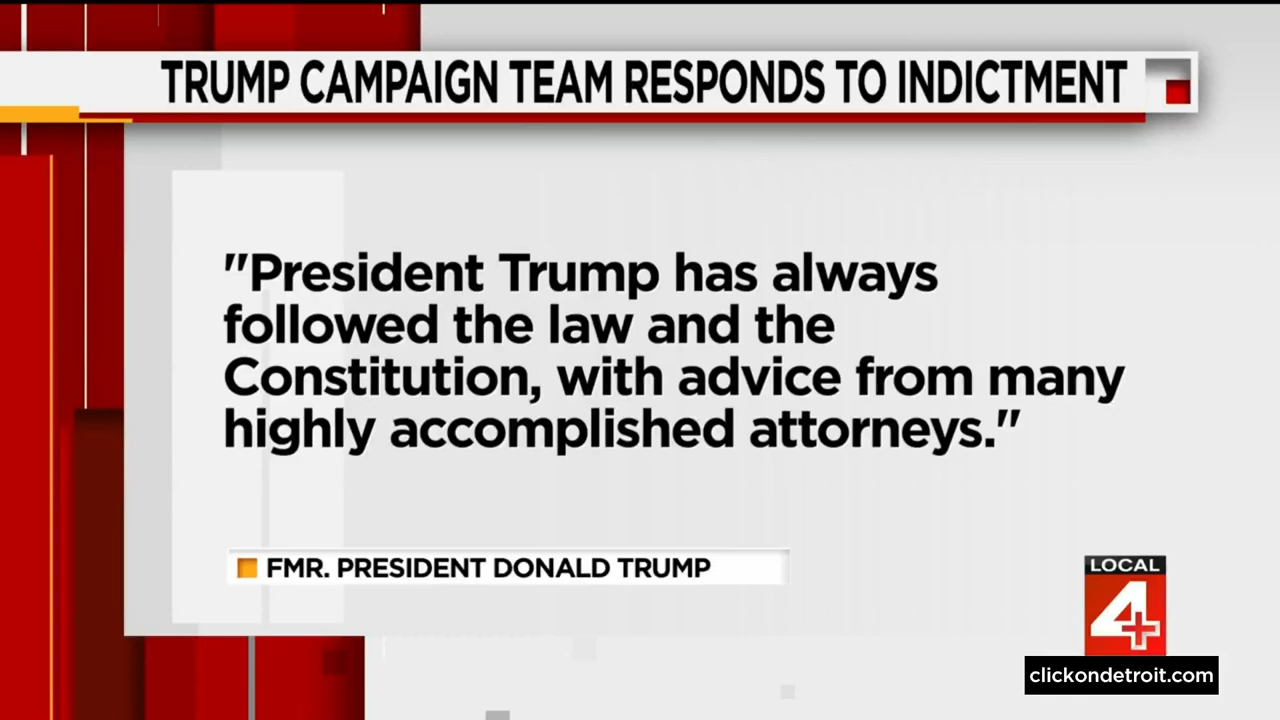 TRUMP CAMPAIGN TEAM RESPONDS TO INDICTMENT
"President Trump has always
followed the law and the
Constitution, with advice from many
highly accomplished attorneys."
FMR. PRESIDENT DONALD TRUMP
LOCAL
4+
clickondetroit.com